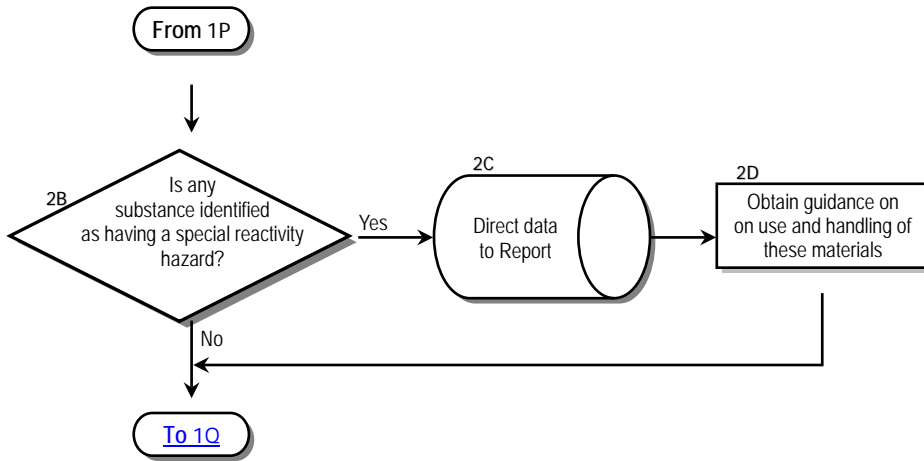 From 1P
2B
Is any
substance identified
as having a special reactivity
hazard?
Yes
2C
Direct data
to Report
2D
Obtain guidance on
on use and handling of
these materials
No
To 1Q